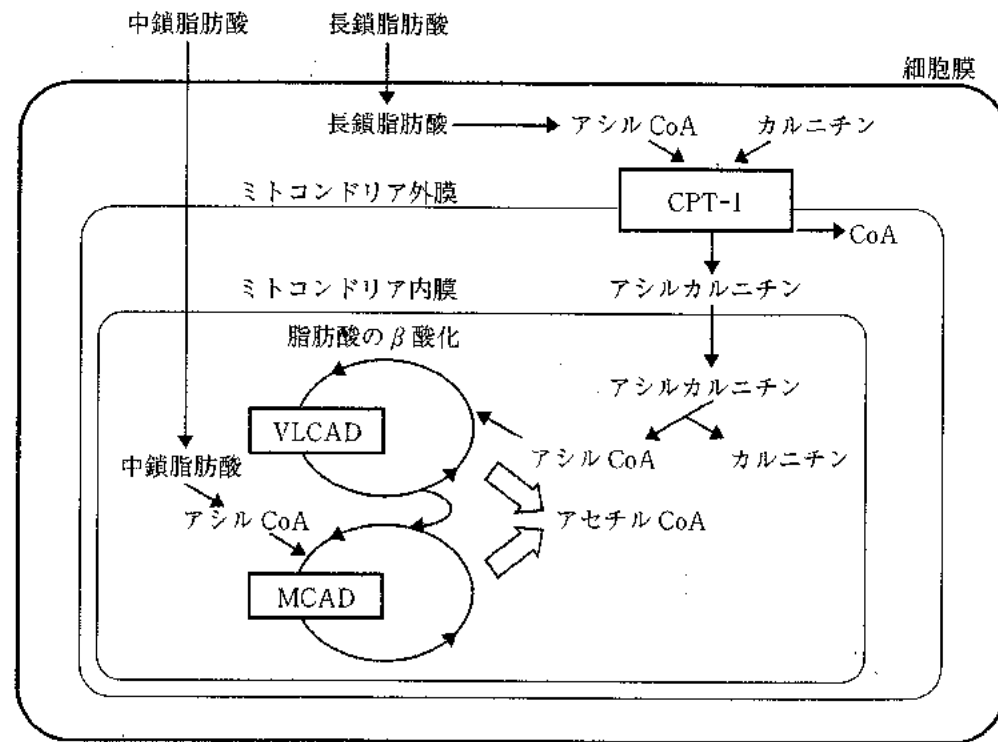 中鎖脂肪酸
長鎖脂肪酸
細胞膜
長鎖脂肪酸
アシル CoA
カルニチン
ミトコンドリア外膜
CPT-1
CoA
ミトコンドリア内膜
アシルカルニチン
脂肪酸の β 酸化
アシルカルニチン
VLCAD
中鎖脂肪酸
アシル CoA
カルニチン
アシル CoA
アセチル CoA
MCAD